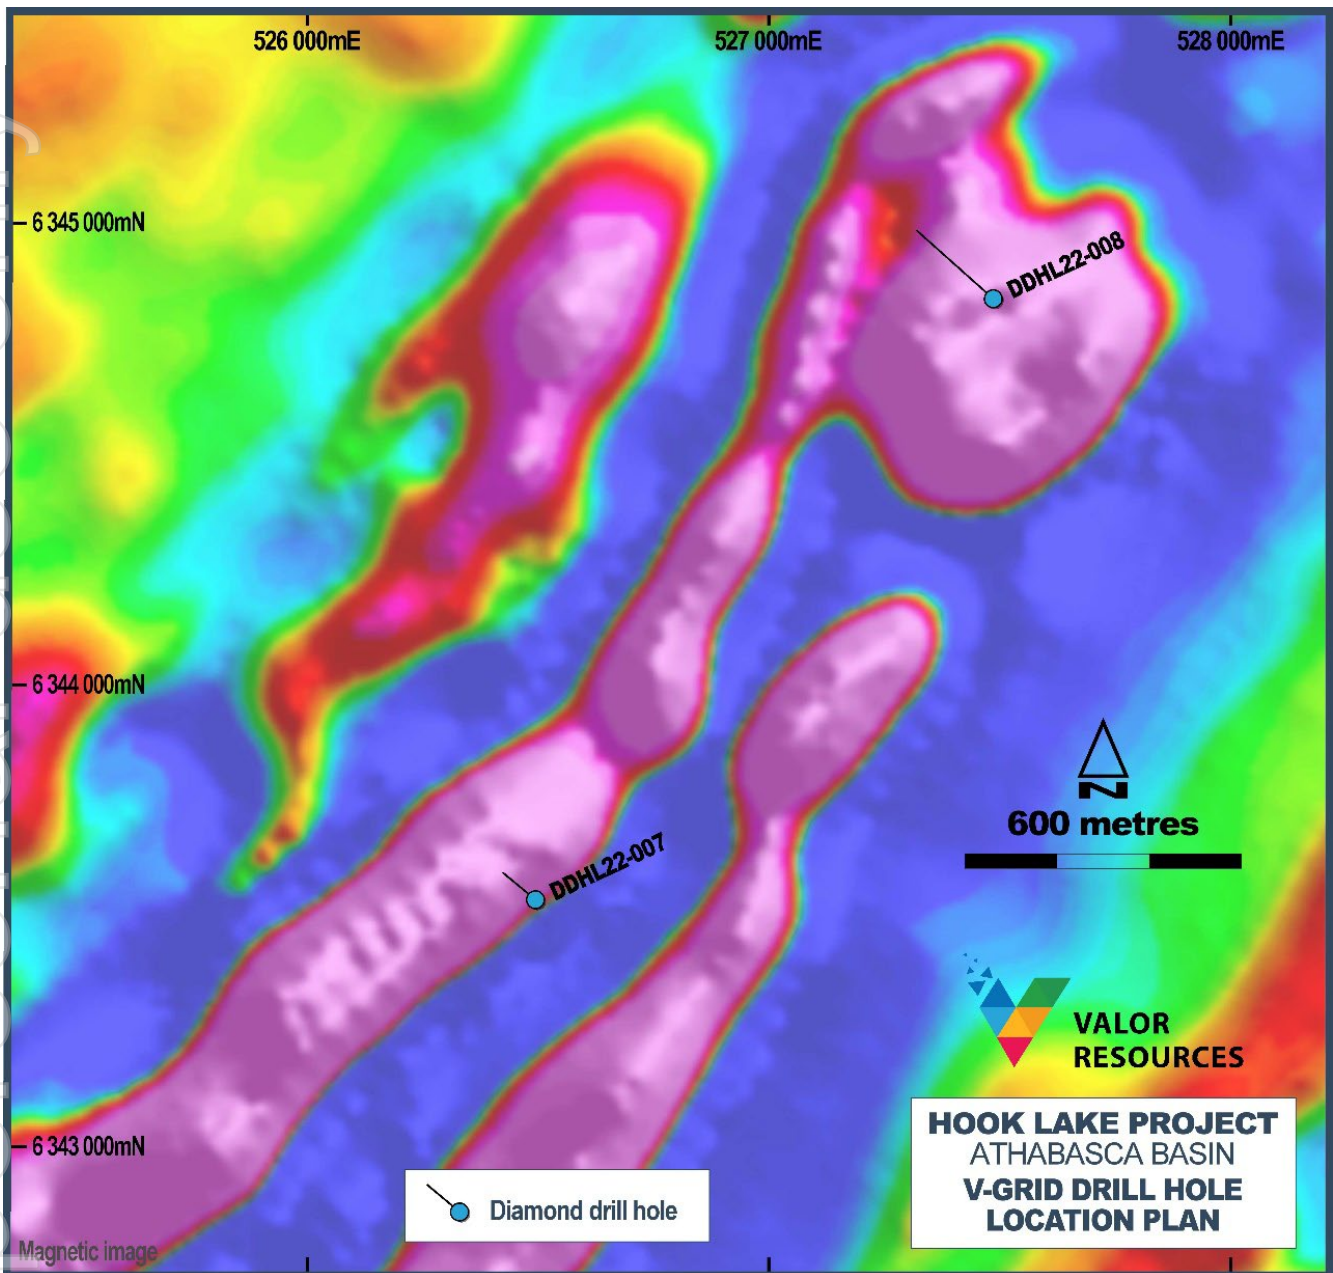 526 000mE
527 000mE
528 000mE
6 345 000mN
DDHL22-008
6 344 000mN
N
600 metres
DDHL22-007
VALOR
RESOURCES
6 343 000mN
HOOK LAKE PROJECT
ATHABASCA BASIN
V-GRID DRILL HOLE
LOCATION PLAN
Diamond drill hole
Magnetic image